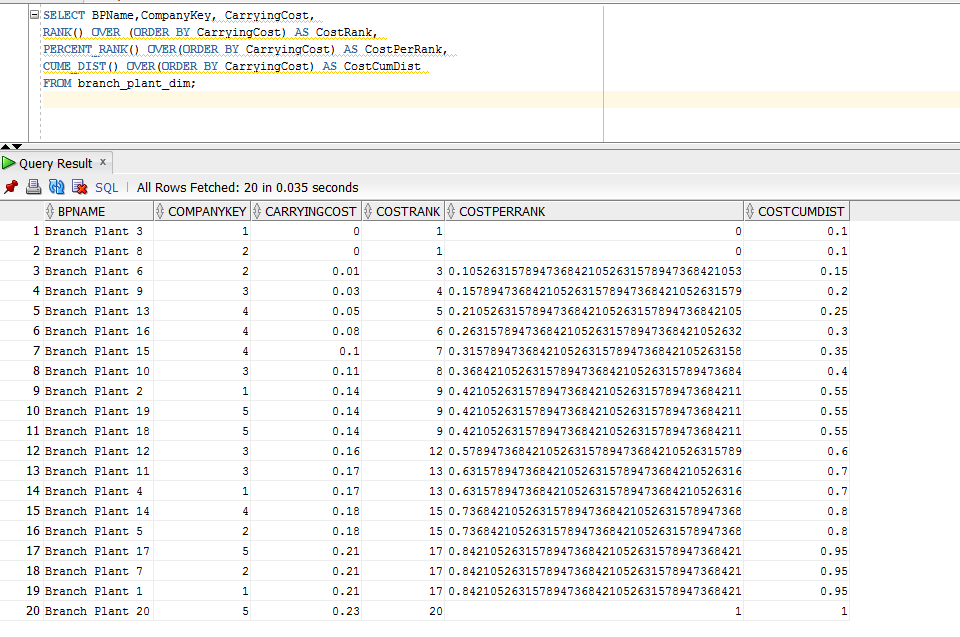 SELECT BPName,CompanyKey, CarryingCost,
RANK() OVER (ORDER BY CarryingCost) AS CostRank,
PERCENT_RANK() OVER(ORDER BY CarryingCost) AS CostPerRank,
CUME_DIST() OVER(ORDER BY CarryingCost) AS CostCumDist
FROM branch_plant_dim;
Query Result x
SQL | All Rows Fetched: 20 in 0.035 seconds
BPNAME COMPANYKEY CARRYINGCOST COSTRANK COSTPERRANK COSTCUMDIST
1 Branch Plant 3 1 0 1 0 0.1
2 Branch Plant 8 2 0 1 0 0.1
3 Branch Plant 6 2 0.01 3 0.1052631578947368421052631578947368421053 0.15
4 Branch Plant 9 3 0.03 4 0.1578947368421052631578947368421052631579 0.2
5 Branch Plant 13 4 0.05 5 0.2105263157894736842105263157894736842105 0.25
6 Branch Plant 16 4 0.08 6 0.2631578947368421052631578947368421052632 0.3
7 Branch Plant 15 4 0.1 7 0.3157894736842105263157894736842105263158 0.35
8 Branch Plant 10 3 0.11 8 0.3684210526315789473684210526315789473684 0.4
9 Branch Plant 2 1 0.14 9 0.4210526315789473684210526315789473684211 0.55
10 Branch Plant 19 5 0.14 9 0.4210526315789473684210526315789473684211 0.55
11 Branch Plant 18 5 0.14 9 0.4210526315789473684210526315789473684211 0.55
12 Branch Plant 12 3 0.16 12 0.5789473684210526315789473684210526315789 0.6
13 Branch Plant 11 3 0.17 13 0.6315789473684210526315789473684210526316 0.7
14 Branch Plant 4 1 0.17 13 0.6315789473684210526315789473684210526316 0.7
15 Branch Plant 14 4 0.18 15 0.7368421052631578947368421052631578947368 0.8
16 Branch Plant 5 2 0.18 15 0.7368421052631578947368421052631578947368 0.8
17 Branch Plant 17 5 0.21 17 0.8421052631578947368421052631578947368421 0.95
18 Branch Plant 7 2 0.21 17 0.8421052631578947368421052631578947368421 0.95
19 Branch Plant 1 1 0.21 17 0.8421052631578947368421052631578947368421 0.95
20 Branch Plant 20 5 0.23 20 1 1